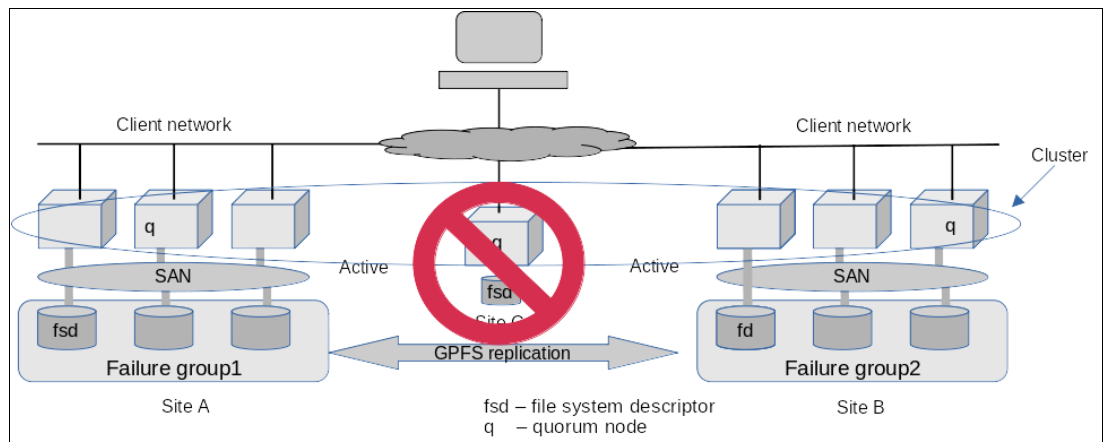 Client network
Client network
Cluster
q
q
q
Active
Active
SAN
SAN
fsd
fsd
fd
Site
GPFS replication
Failure group1
Failure group2
Site A
Site B
fsd – file system descriptor
q – quorum node